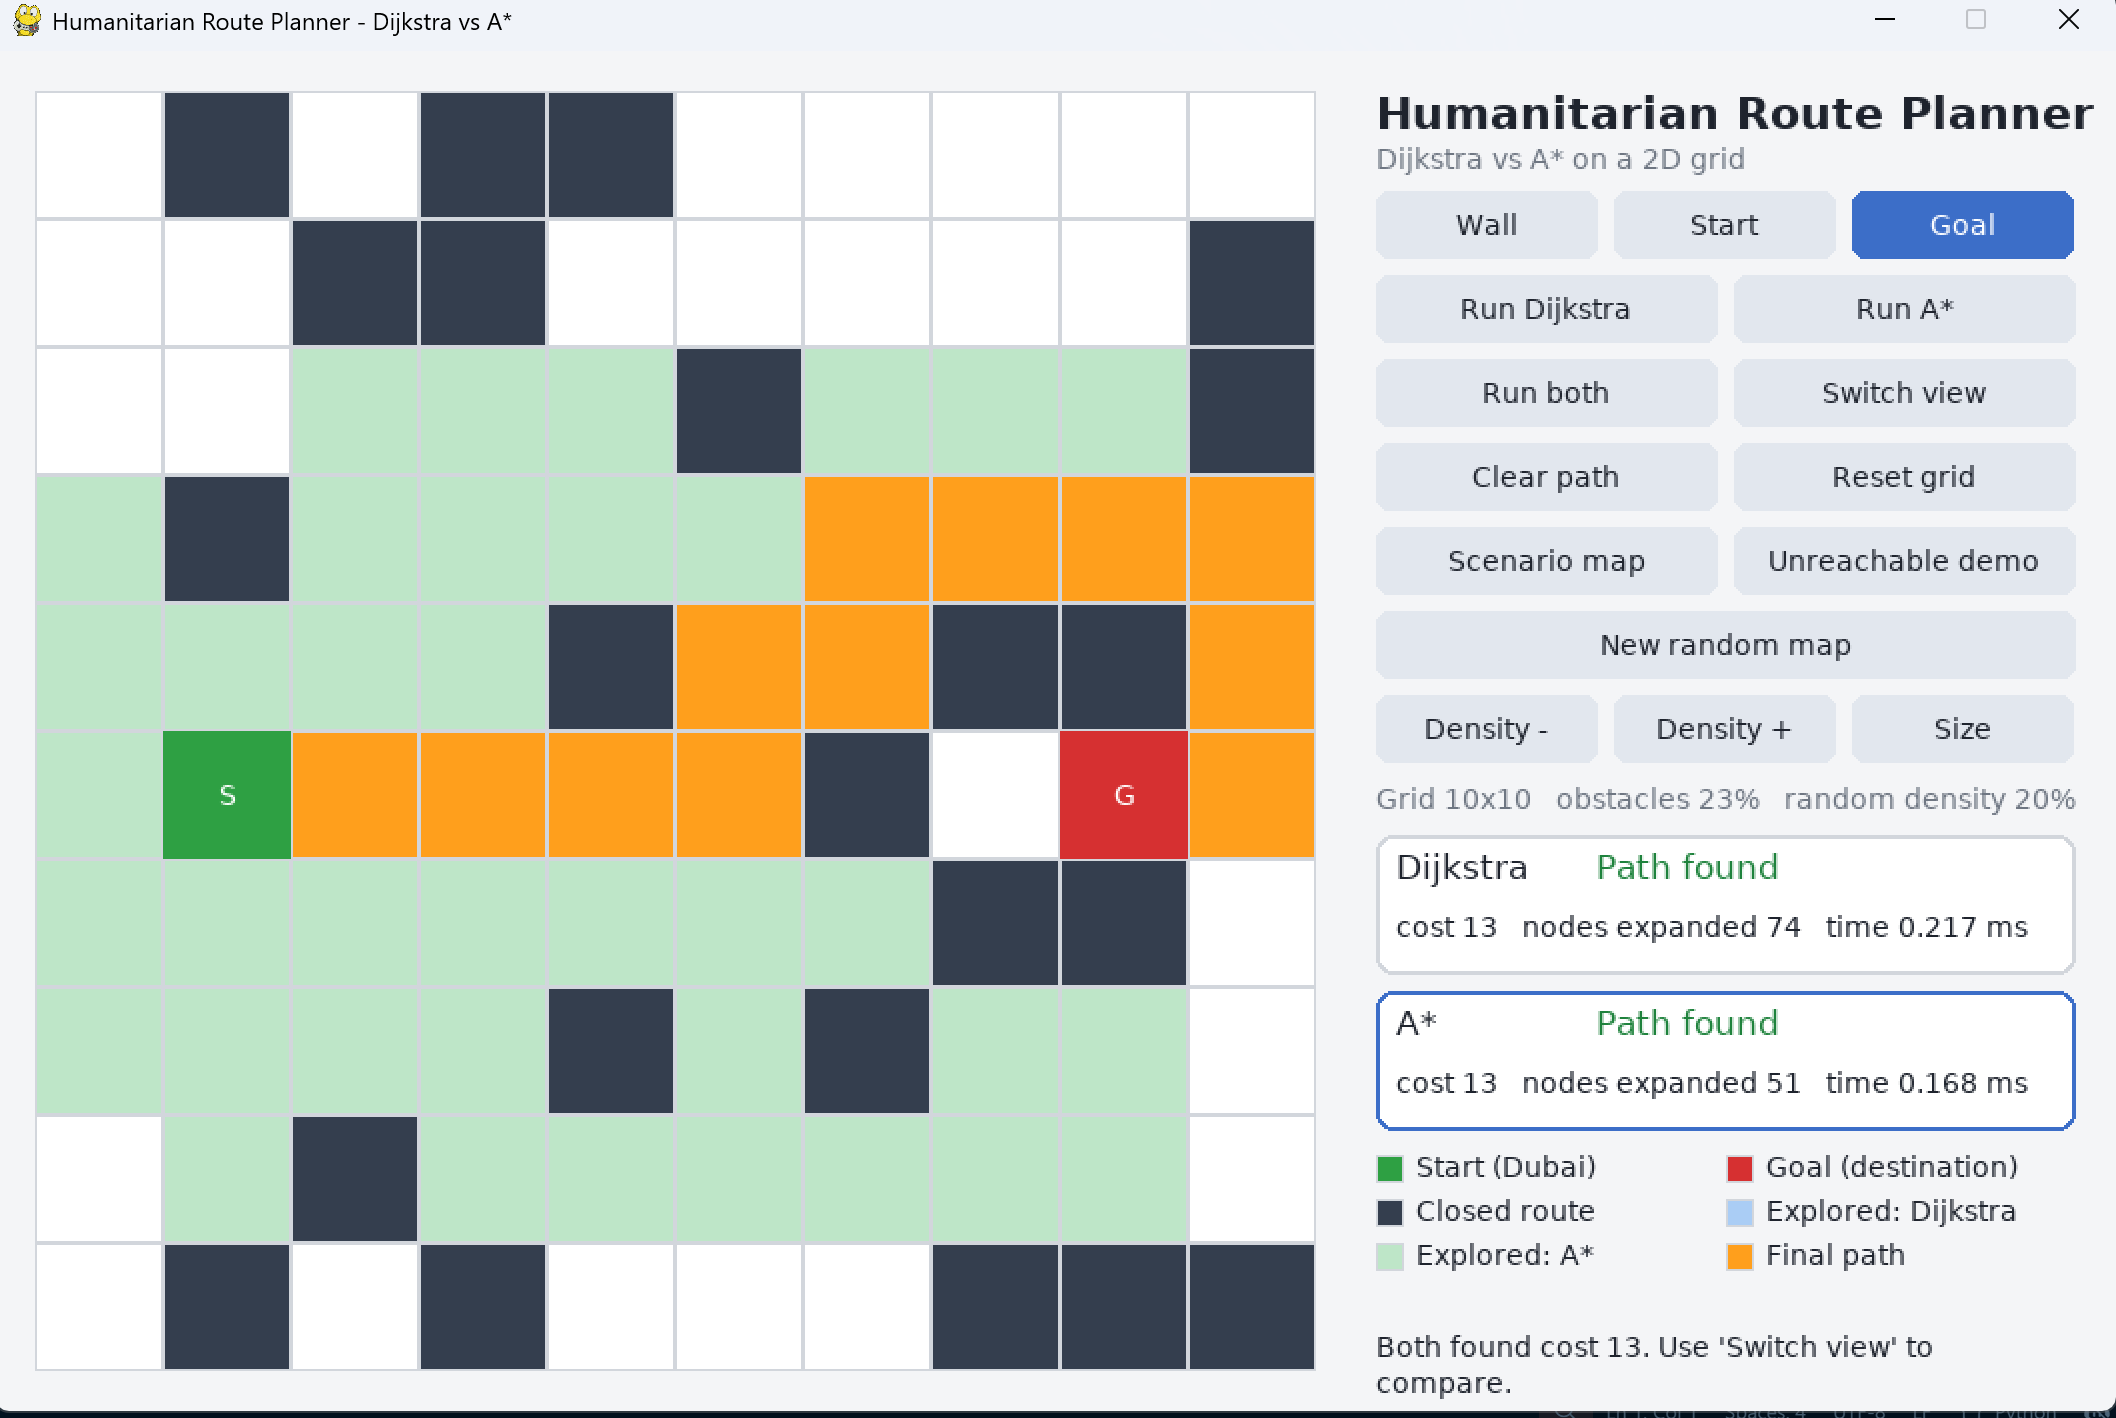 Humanitarian Route Planner - Dijkstra vs A*
Humanitarian Route Planner
Dijkstra vs A* on a 2D grid
Wall Start Goal
Run Dijkstra Run A*
Run both Switch view
Clear path Reset grid
Scenario map Unreachable demo
New random map
Density - Density + Size
S G
Grid 10x10 obstacles 23% random density 20%
Dijkstra Path found
cost 13 nodes expanded 74 time 0.217 ms
A* Path found
cost 13 nodes expanded 51 time 0.168 ms
Start (Dubai) Goal (destination)
Closed route Explored: Dijkstra
Explored: A* Final path
Both found cost 13. Use 'Switch view' to
compare.